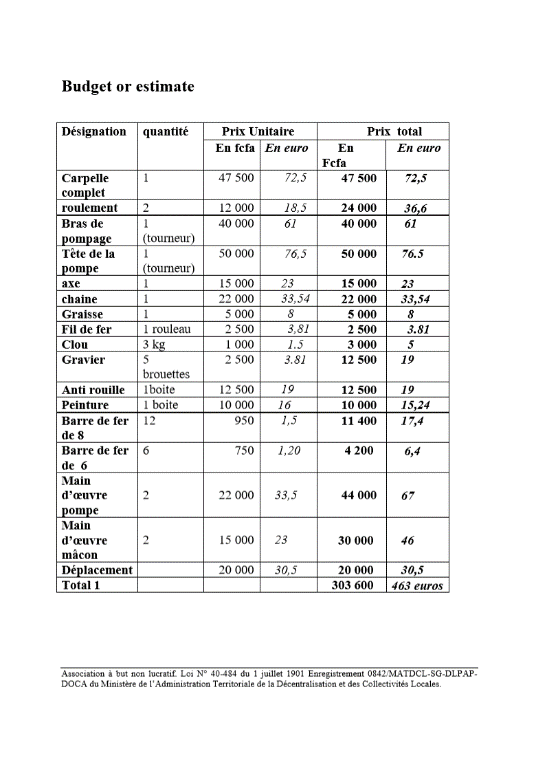 Budget or estimate
Désignation quantité Prix Unitaire Prix total
En fcfa En euro En Fcfa En euro
Carpelle complet 1 47 500 72,5 47 500 72,5
roulement 2 12 000 18,5 24 000 36,6
Bras de pompage 1 (tourneur) 40 000 61 40 000 61
Tête de la pompe 1 (tourneur) 50 000 76,5 50 000 76.5
axe 1 15 000 23 15 000 23
chaine 1 22 000 33,54 22 000 33,54
Graisse 1 5 000 8 5 000 8
Fil de fer 1 rouleau 2 500 3,81 2 500 3.81
Clou 3 kg 1 000 1.5 3 000 5
Gravier 5 brouettes 2 500 3.81 12 500 19
Anti rouille 1boite 12 500 19 12 500 19
Peinture 1 boite 10 000 16 10 000 15,24
Barre de fer de 8 12 950 1,5 11 400 17,4
Barre de fer de 6 6 750 1,20 4 200 6,4
Main d'œuvre pompe 2 22 000 33,5 44 000 67
Main d'œuvre mâcon 2 15 000 23 30 000 46
Déplacement 20 000 30,5 20 000 30,5
Total 1 303 600 463 euros
Association à but non lucratif. Loi N° 40-484 du 1 juillet 1901 Enregistrement 0842/MATDCL-SG-DLPAP-
DOCA du Ministère de l'Administration Territoriale de la Décentralisation et des Collectivités Locales.